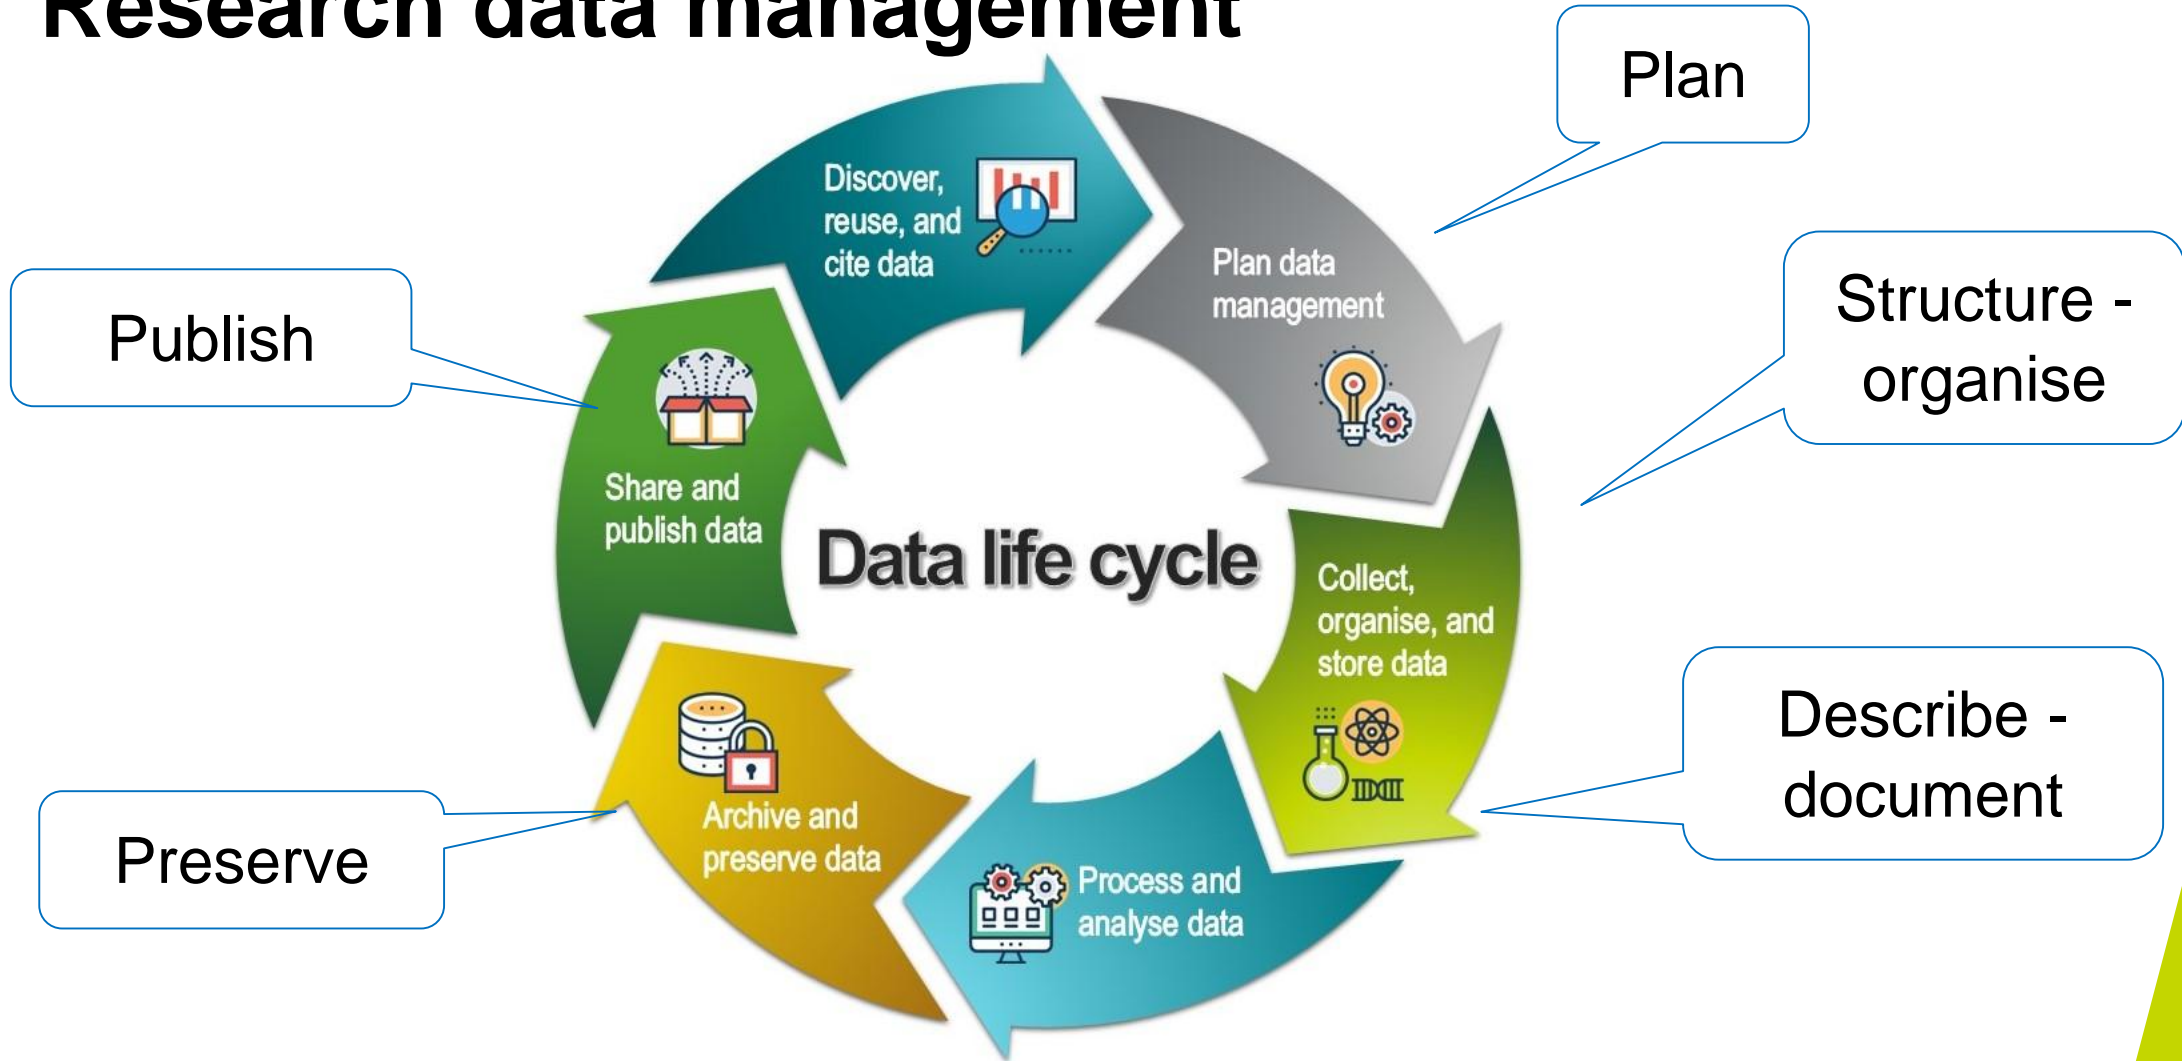 Research data management
Plan
Discover,
reuse, and
cite data
Plan data
management
Structure -
organise
Publish
Share and
publish data
Data life cycle
Collect,
organise, and
store data
Describe -
document
Archive and
preserve data
Preserve
Process and
analyse data